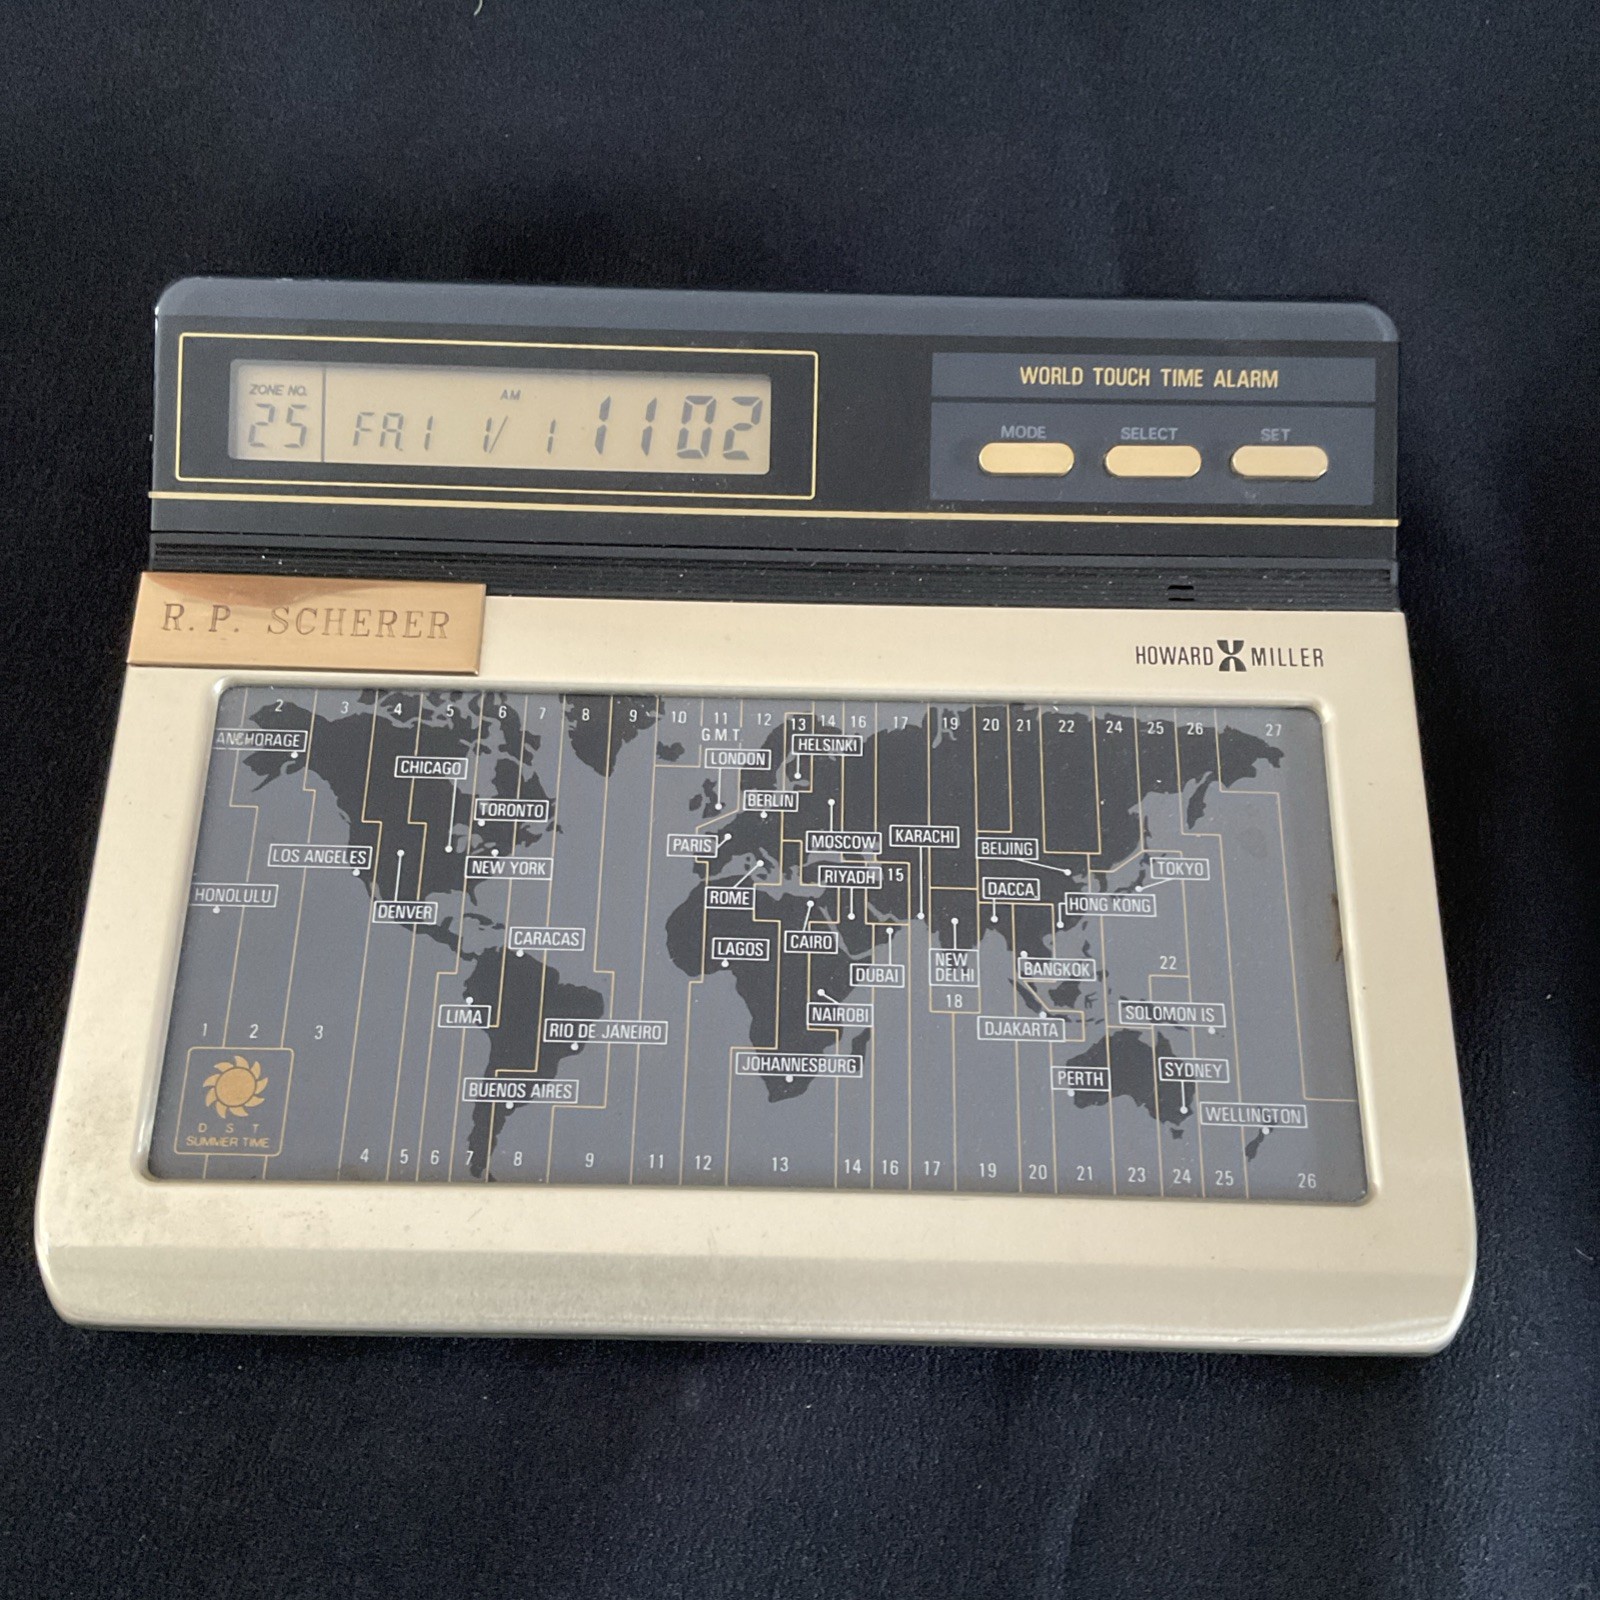 WORLD TOUCH TIME ALARM
ZONE NO.
25
AM
FRI 1/ 1 1102
MODE SELECT SET
R. P. SCHERER
HOWARD MILLER
2 3 4 5 6 7 8 9 10 11 12 13 14 16 17 19 20 21 22 24 25 26 27
G.M.T.
ANCHORAGE
HELSINKI
LONDON
CHICAGO
BERLIN
TORONTO
PARIS
MOSCOW
KARACHI
BEIJING
LOS ANGELES
NEW YORK
RIYADH
15
TOKYO
HONOLULU
DENVER
ROME
DACCA
HONG KONG
CARACAS
LAGOS
CAIRO
DUBAI
NEW
DELHI
BANGKOK
22
18
LIMA
NAIROBI
DJAKARTA
SOLOMON IS
1 2 3
RIO DE JANEIRO
JOHANNESBURG
PERTH
SYDNEY
BUENOS AIRES
WELLINGTON
D S T
SUMMER TIME
4 5 6 7 8 9 11 12 13 14 16 17 19 20 21 23 24 25 26